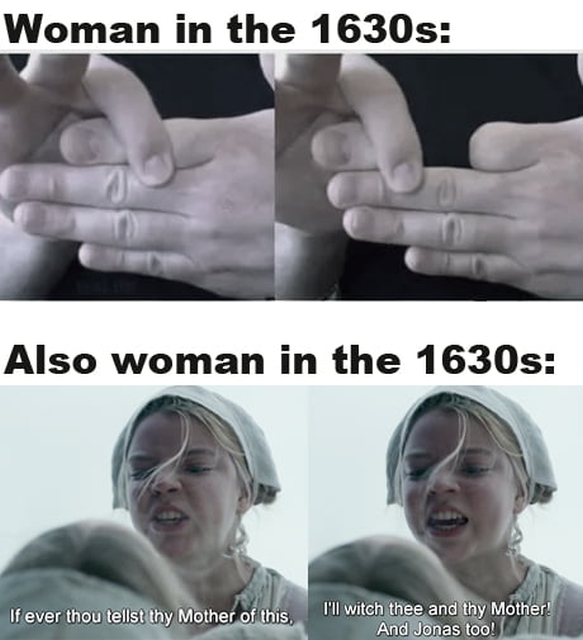 Woman in the 1630s:
Also woman in the 1630s:
If ever thou tellst thy Mother of this,
I'll witch thee and thy Mother!
And Jonas too!